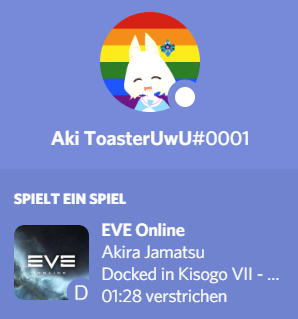 Aki ToasterUwU#0001
SPIELT EIN SPIEL
EVE Online
Akira Jamatsu
Docked in Kisogo VII - ...
01:28 verstrichen
EVE
ONLINE
D